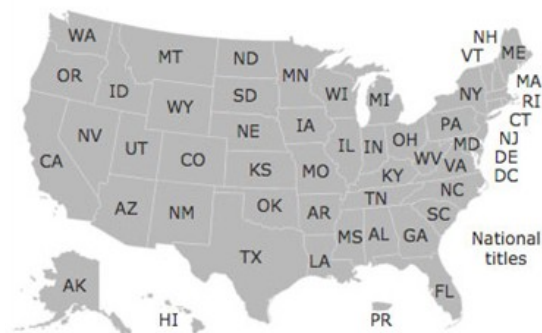 NH
WA
VT
ME
MT
ND
MN
OR
MA
ID
SD
WI
MI
NY
RI
WY
CT
IA
PA
NE
NJ
NV
IL
IN
OH
MD
DE
UT
WV
VA
DC
CA
CO
KS
MO
KY
NC
TN
AZ
NM
OK
AR
SC
MS
AL
GA
National
titles
TX
LA
AK
FL
HI
PR